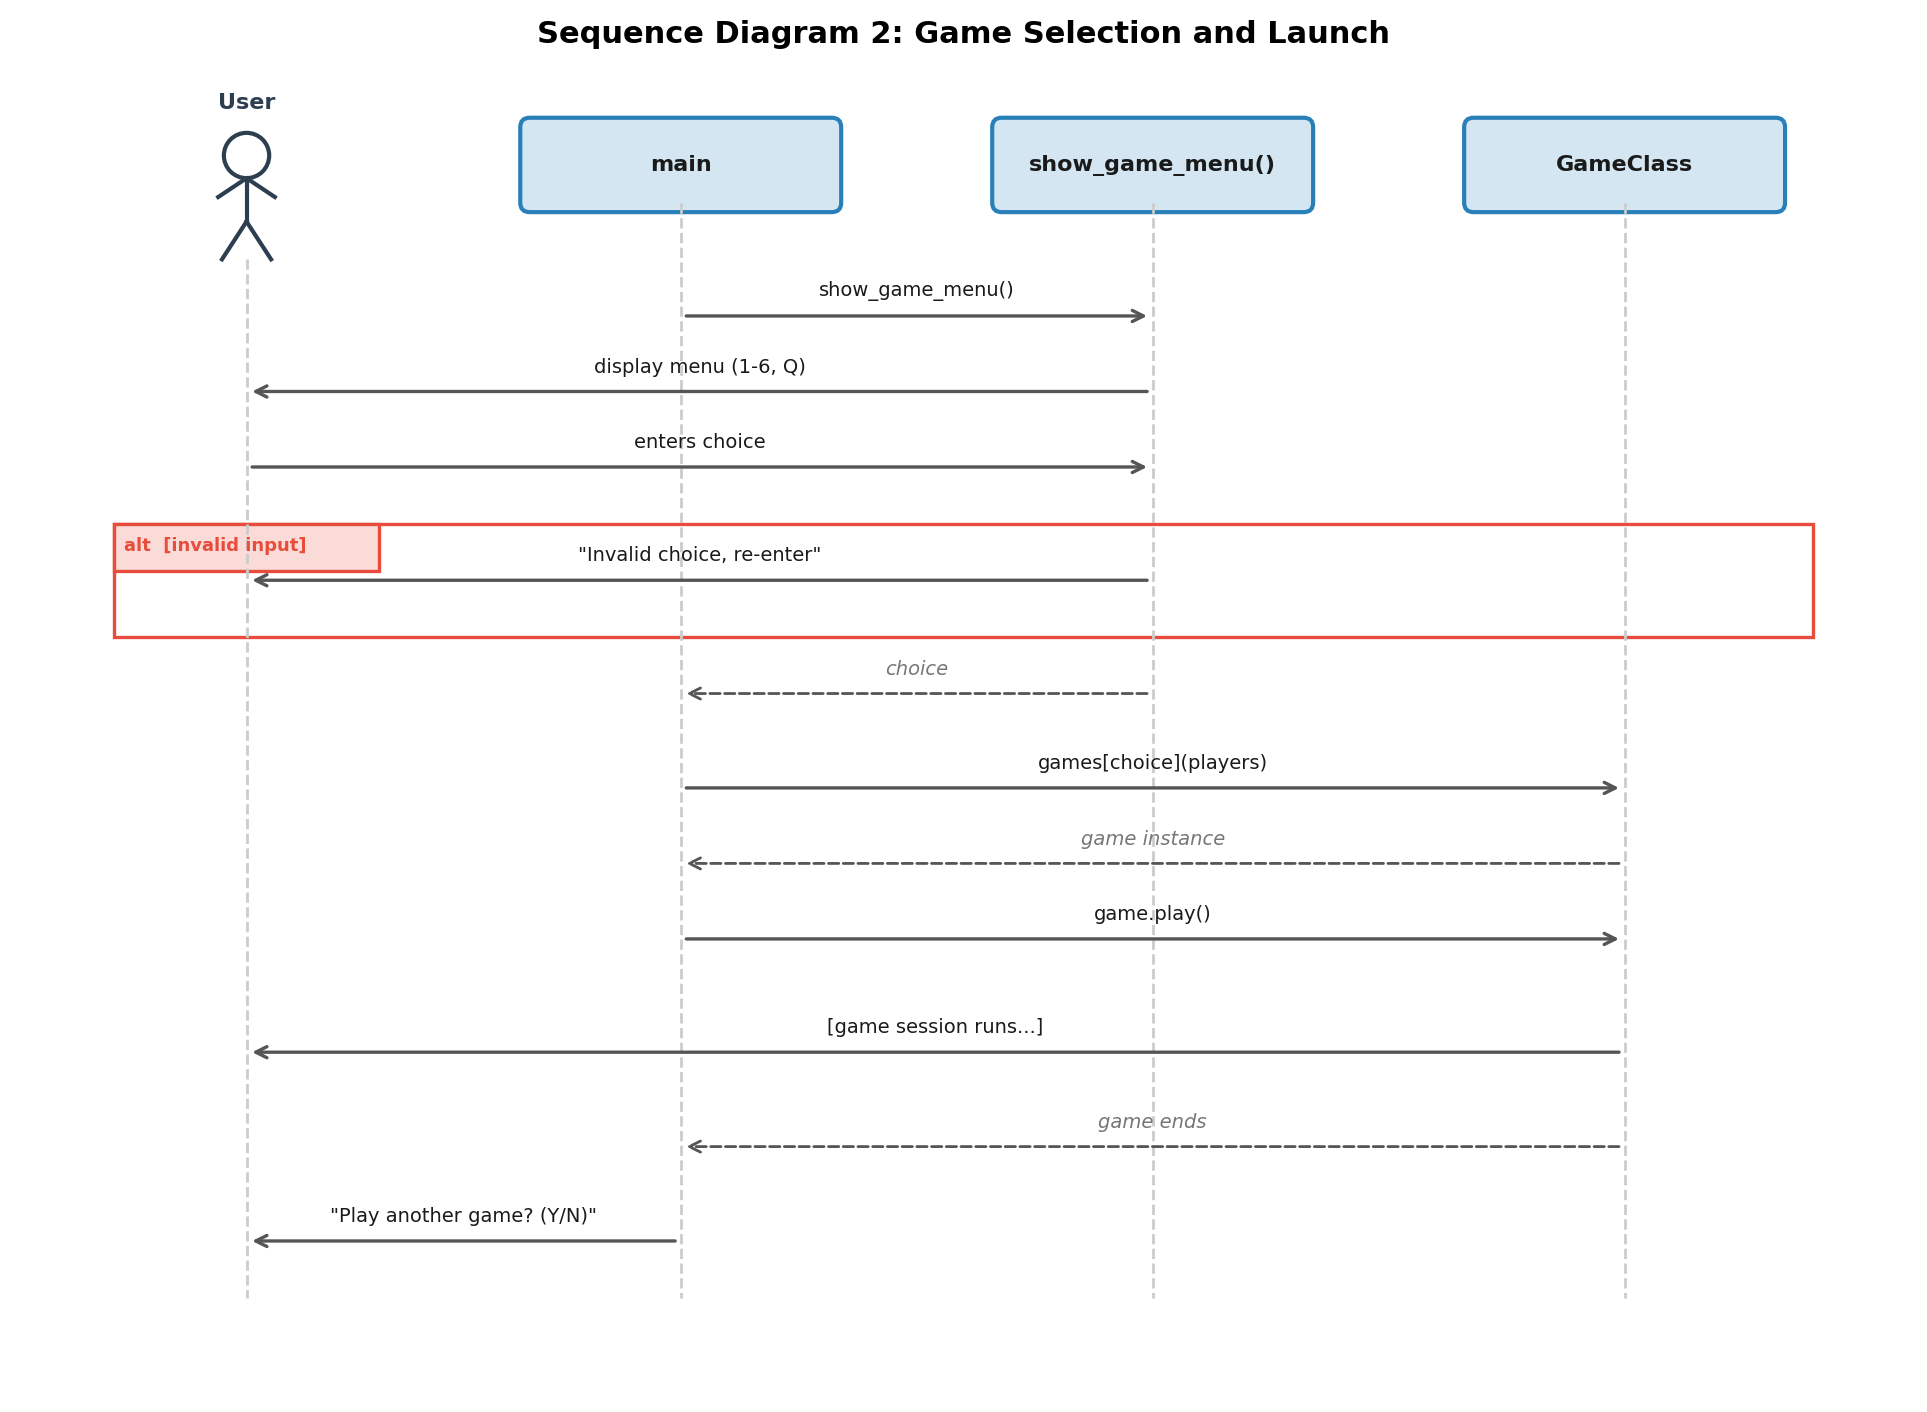 Sequence Diagram 2: Game Selection and Launch
User
main
show_game_menu()
GameClass
show_game_menu()
display menu (1-6, Q)
enters choice
alt  [invalid input]
"Invalid choice, re-enter"
choice
games[choice](players)
game instance
game.play()
[game session runs...]
game ends
"Play another game? (Y/N)"